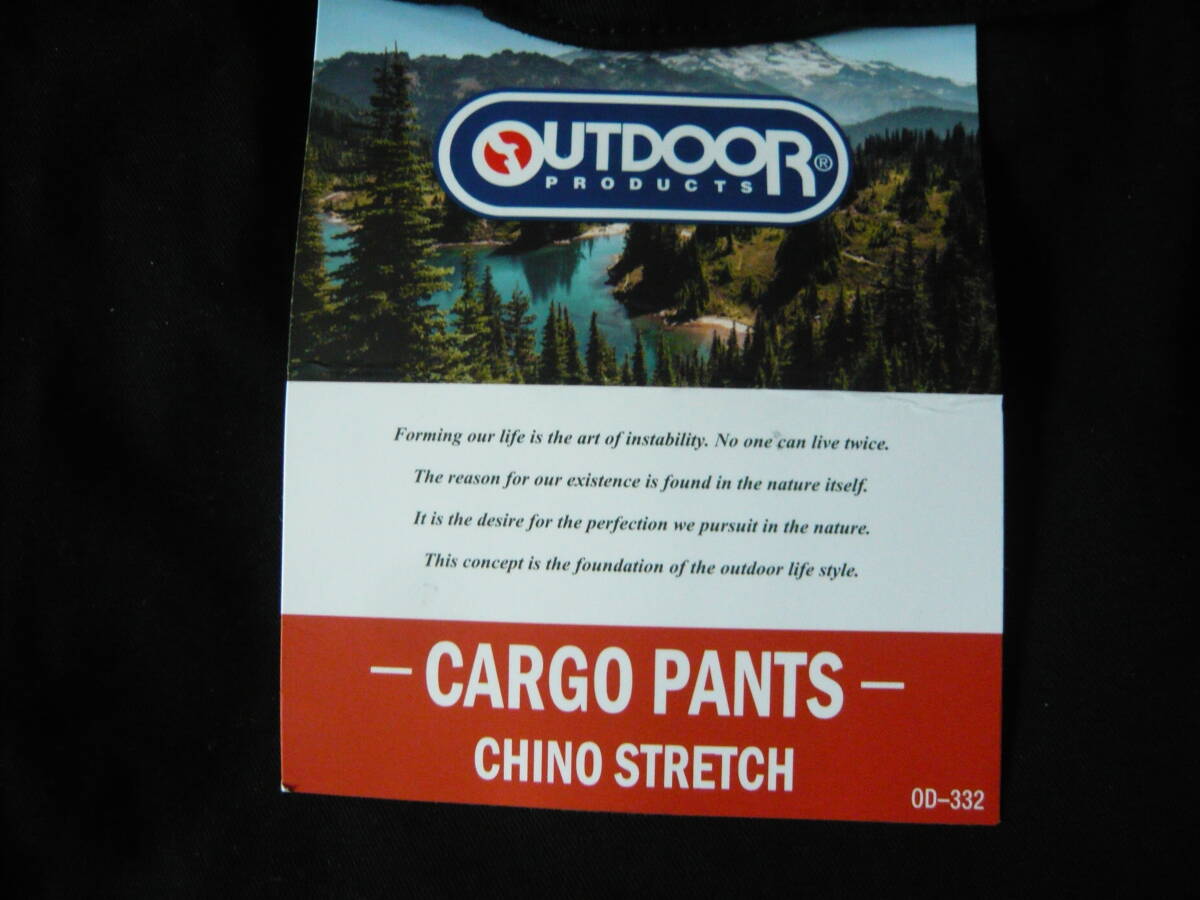 OUTDOOR®
PRODUCTS
Forming our life is the art of instability. No one can live twice.
The reason for our existence is found in the nature itself.
It is the desire for the perfection we pursuit in the nature.
This concept is the foundation of the outdoor life style.
— CARGO PANTS —
CHINO STRETCH
OD-332